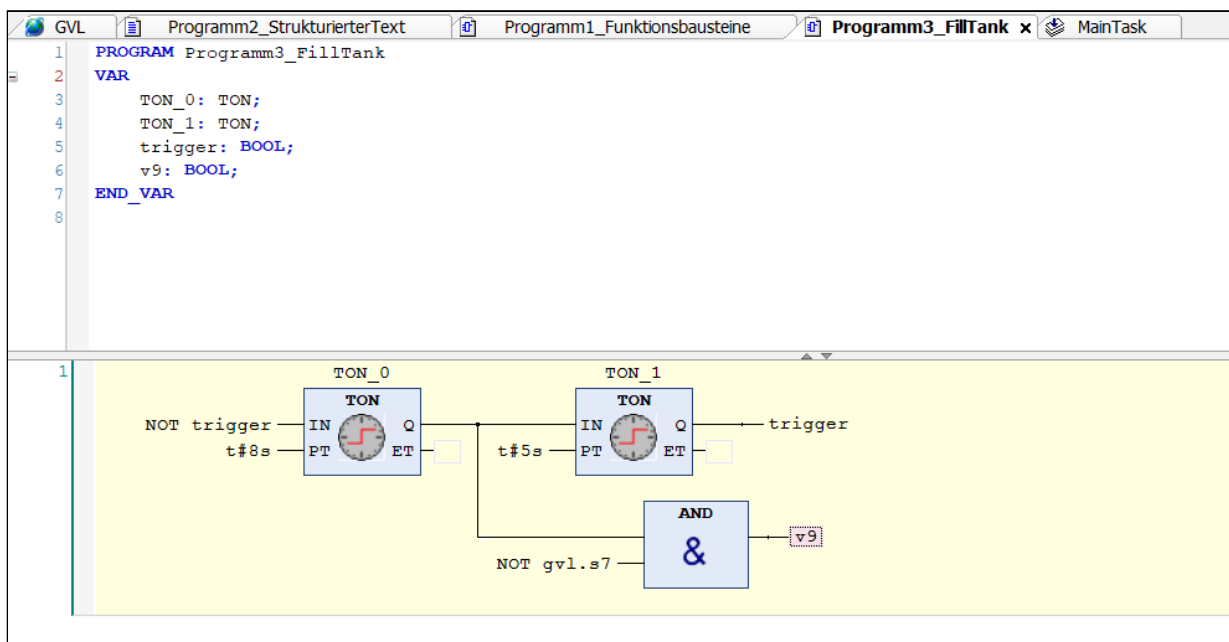 GVL Programm2_StrukturierterText Programm1_Funktionsbausteine Programm3_FillTank x MainTask
1 PROGRAM Programm3_FillTank
2 VAR
3 TON_0: TON;
4 TON_1: TON;
5 trigger: BOOL;
6 v9: BOOL;
7 END_VAR
8
1
TON_0 TON_1
TON TON
NOT trigger IN Q IN Q trigger
t#8s PT ET t#5s PT ET
AND
& v9
NOT gvl.s7